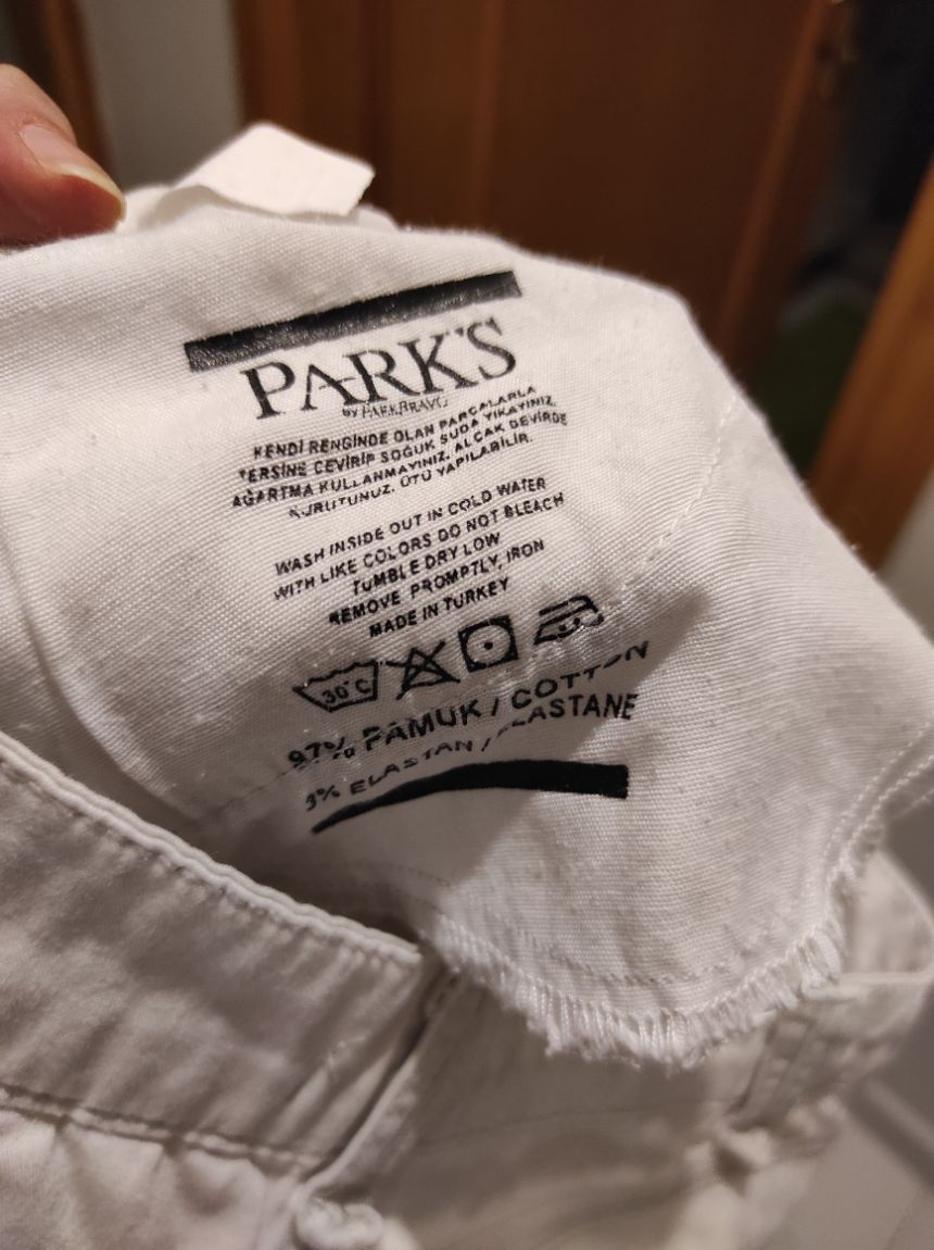 PARK'S
BY PARKBRAVO
KENDİ RENGİNDE OLAN PARÇALARLA
TERSİNE ÇEVİRİP SOĞUK SUDA YIKAYINIZ.
AĞARTMA KULLANMAYINIZ. ALÇAK DEVİRDE
KURUTUNUZ. ÜTÜ YAPILABİLİR.
WASH INSIDE OUT IN COLD WATER
WITH LIKE COLORS DO NOT BLEACH
TUMBLE DRY LOW
REMOVE PROMPTLY, IRON
MADE IN TURKEY
30°C
97% PAMUK / COTTON
3% ELASTAN / ELASTANE